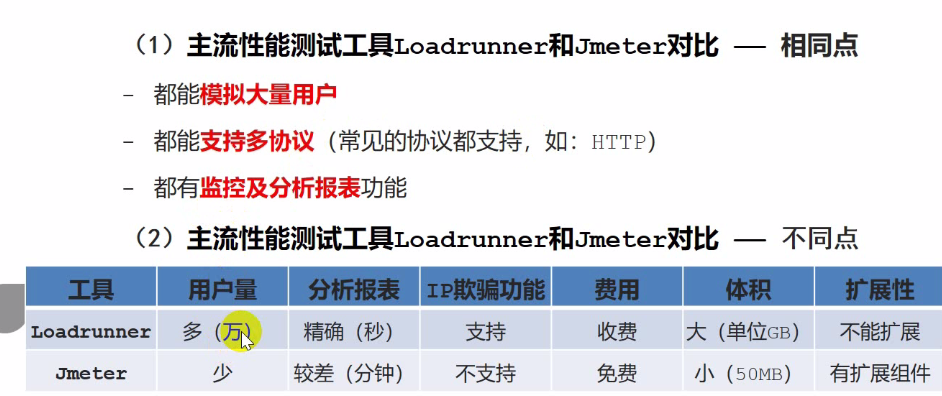 （1）主流性能测试工具Loadrunner和Jmeter对比 — 相同点
– 都能模拟大量用户
– 都能支持多协议（常见的协议都支持，如：HTTP）
– 都有监控及分析报表功能
（2）主流性能测试工具Loadrunner和Jmeter对比 — 不同点
工具 用户量 分析报表 IP欺骗功能 费用 体积 扩展性
Loadrunner 多（万） 精确（秒） 支持 收费 大（单位GB） 不能扩展
Jmeter 少 较差（分钟） 不支持 免费 小（50MB） 有扩展组件